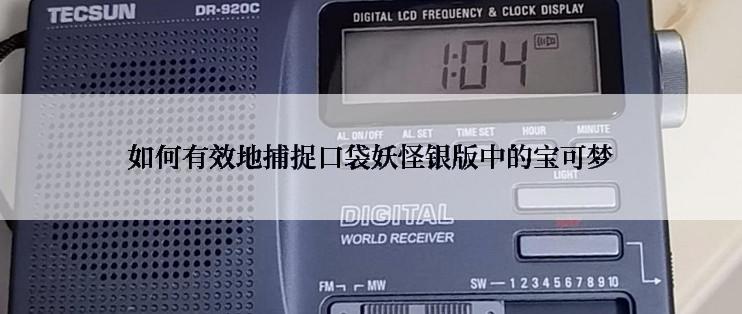 TECSUN DR-920C
DIGITAL LCD FREQUENCY & CLOCK DISPLAY
1:04
AL. ON/OFF AL. SET TIME SET HOUR MINUTE
如何有效地捕捉口袋妖怪银版中的宝可梦
LIGHT
DIGITAL
WORLD RECEIVER
FM MW SW 1 2 3 4 5 6 7 8 9 10